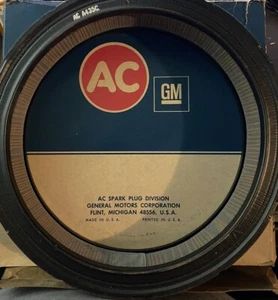 AC A435C
AC
GM
AC SPARK PLUG DIVISION
GENERAL MOTORS CORPORATION
FLINT, MICHIGAN 48556, U.S.A.
MADE IN U.S.A. PRINTED IN U.S.A.